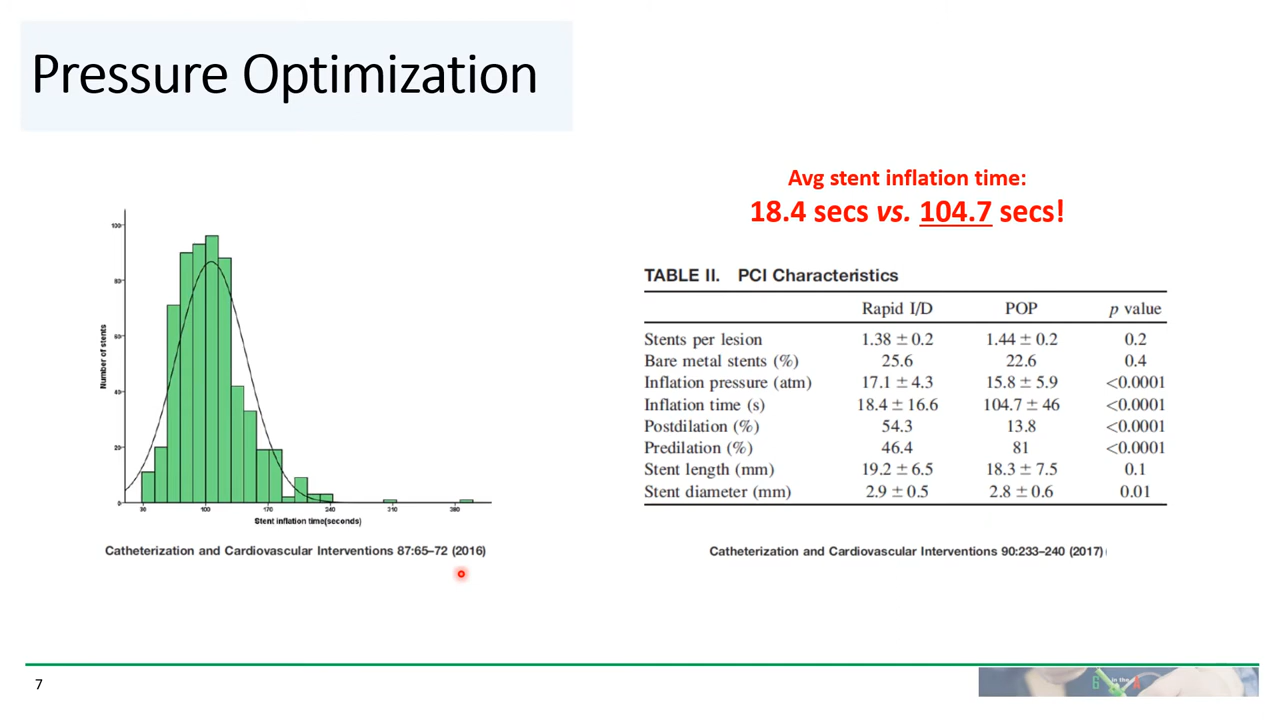 Pressure Optimization
Avg stent inflation time:
18.4 secs vs. 104.7 secs!
100
80
60
40
20
0
Number of stents
30 100 170 240 310 380
Stent inflation time(seconds)
Catheterization and Cardiovascular Interventions 87:65–72 (2016)
TABLE II. PCI Characteristics
Rapid I/D POP p value
Stents per lesion 1.38 ± 0.2 1.44 ± 0.2 0.2
Bare metal stents (%) 25.6 22.6 0.4
Inflation pressure (atm) 17.1 ± 4.3 15.8 ± 5.9 <0.0001
Inflation time (s) 18.4 ± 16.6 104.7 ± 46 <0.0001
Postdilation (%) 54.3 13.8 <0.0001
Predilation (%) 46.4 81 <0.0001
Stent length (mm) 19.2 ± 6.5 18.3 ± 7.5 0.1
Stent diameter (mm) 2.9 ± 0.5 2.8 ± 0.6 0.01
Catheterization and Cardiovascular Interventions 90:233–240 (2017)
7
in the